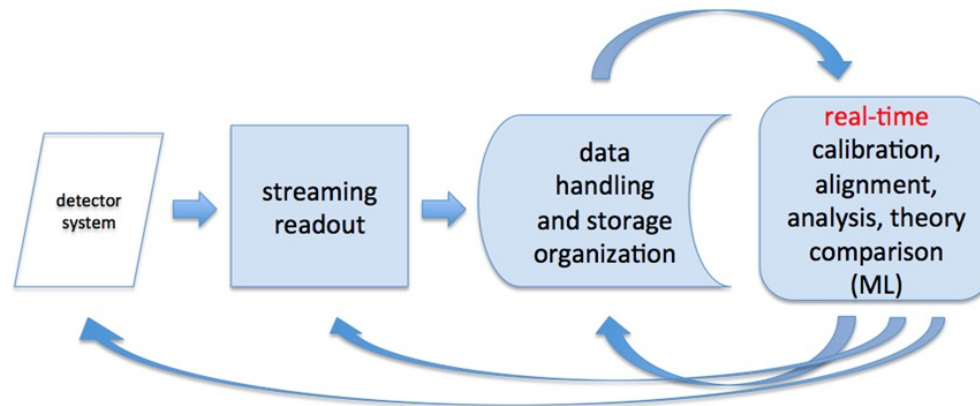 detector
system
streaming
readout
data
handling
and storage
organization
real-time
calibration,
alignment,
analysis, theory
comparison
(ML)